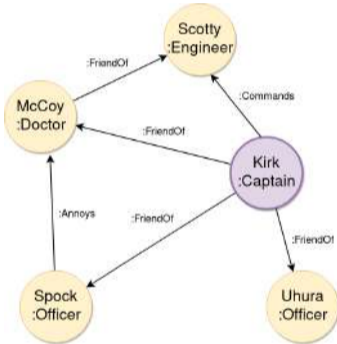 Scotty
:Engineer
:FriendOf
McCoy
:Doctor
:Commands
:FriendOf
Kirk
:Captain
:Annoys
:FriendOf
:FriendOf
Spock
:Officer
Uhura
:Officer